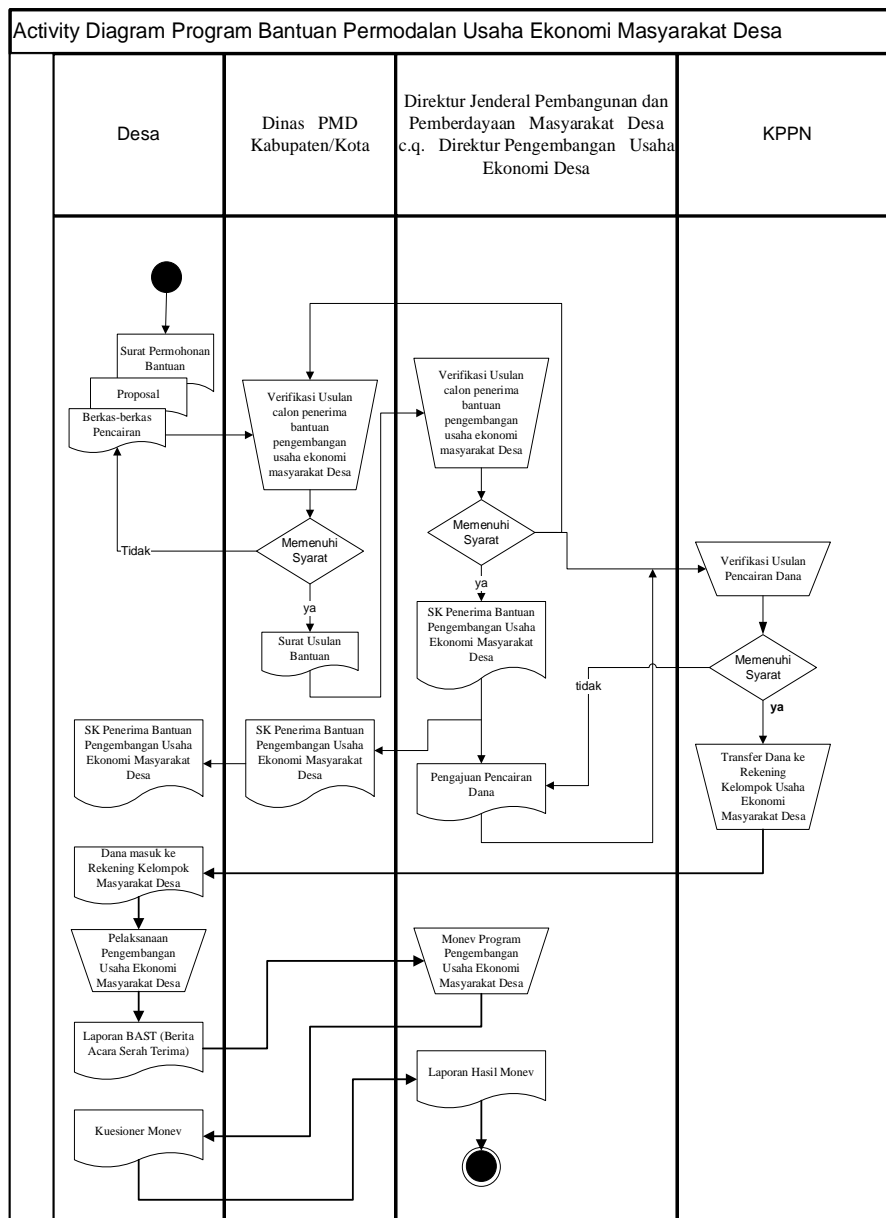 Activity Diagram Program Bantuan Permodalan Usaha Ekonomi Masyarakat Desa
Desa
Dinas PMD
Kabupaten/Kota
Direktur Jenderal Pembangunan dan
Pemberdayaan Masyarakat Desa
c.q. Direktur Pengembangan Usaha
Ekonomi Desa
KPPN
Surat Permohonan
Bantuan
Proposal
Berkas-berkas
Pencairan
Verifikasi Usulan
calon penerima
bantuan
pengembangan
usaha ekonomi
masyarakat Desa
Verifikasi Usulan
calon penerima
bantuan
pengembangan
usaha ekonomi
masyarakat Desa
Memenuhi
Syarat
Tidak
ya
Surat Usulan
Bantuan
Memenuhi
Syarat
ya
SK Penerima Bantuan
Pengembangan Usaha
Ekonomi Masyarakat
Desa
Verifikasi Usulan
Pencairan Dana
Memenuhi
Syarat
tidak
ya
SK Penerima Bantuan
Pengembangan Usaha
Ekonomi Masyarakat
Desa
SK Penerima Bantuan
Pengembangan Usaha
Ekonomi Masyarakat
Desa
Pengajuan Pencairan
Dana
Transfer Dana ke
Rekening
Kelompok Usaha
Ekonomi
Masyarakat Desa
Dana masuk ke
Rekening Kelompok
Masyarakat Desa
Pelaksanaan
Pengembangan
Usaha Ekonomi
Masyarakat Desa
Monev Program
Pengembangan
Usaha Ekonomi
Masyarakat Desa
Laporan BAST (Berita
Acara Serah Terima)
Laporan Hasil Monev
Kuesioner Monev